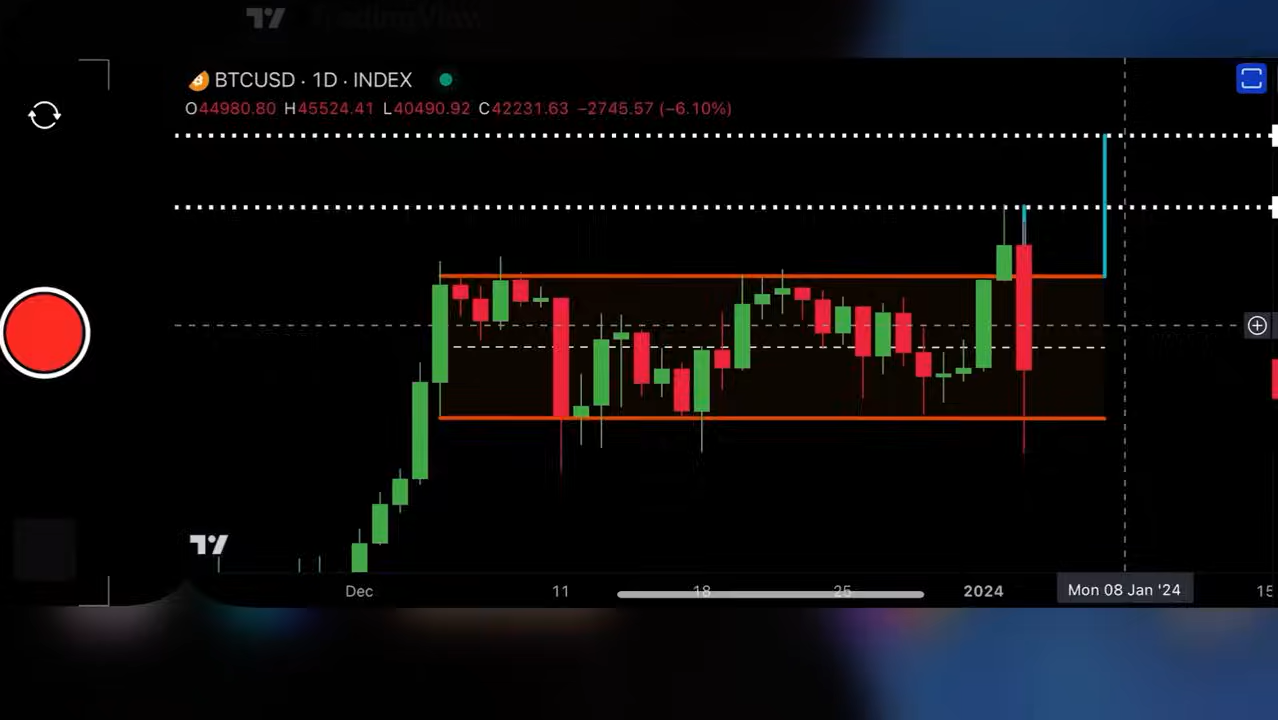 TradingView
BTCUSD · 1D · INDEX
O44980.80 H45524.41 L40490.92 C42231.63 −2745.57 (−6.10%)
Dec 11 18 25 2024 Mon 08 Jan '24 15